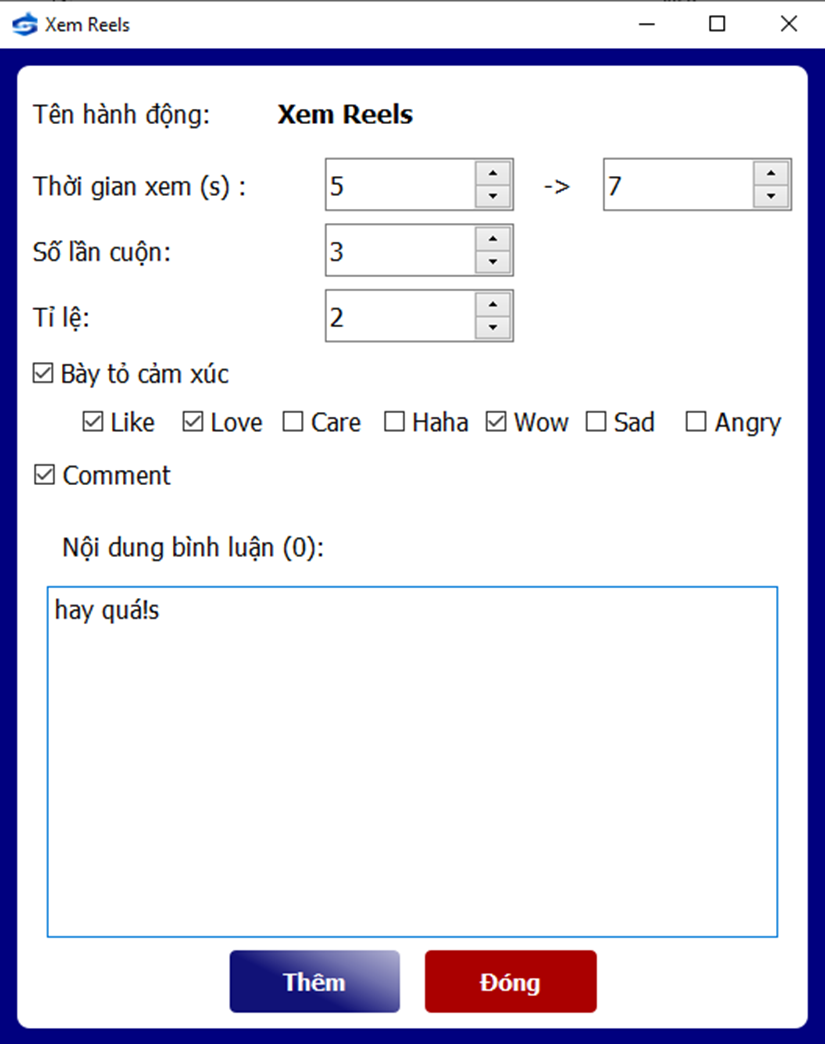 Xem Reels
Tên hành động: Xem Reels
Thời gian xem (s) : 5 -> 7
Số lần cuộn: 3
Tỉ lệ: 2
Bày tỏ cảm xúc
Like Love Care Haha Wow Sad Angry
Comment
Nội dung bình luận (0):
hay quá!s
Thêm Đóng